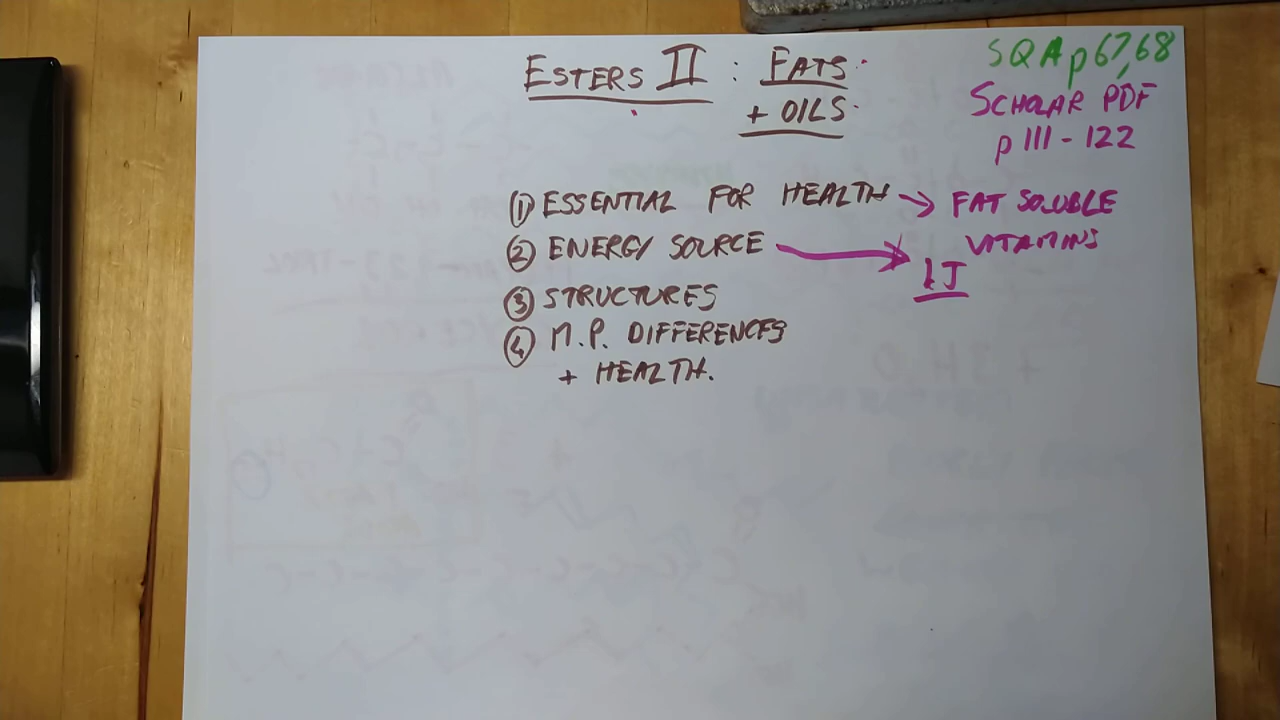 ESTERS II : FATS
+ OILS
SQA p67,68
SCHOLAR PDF
p 111 - 122
① ESSENTIAL FOR HEALTH → FAT SOLUBLE
VITAMINS
② ENERGY SOURCE → kJ
③ STRUCTURES
④ M.P. DIFFERENCES
+ HEALTH.